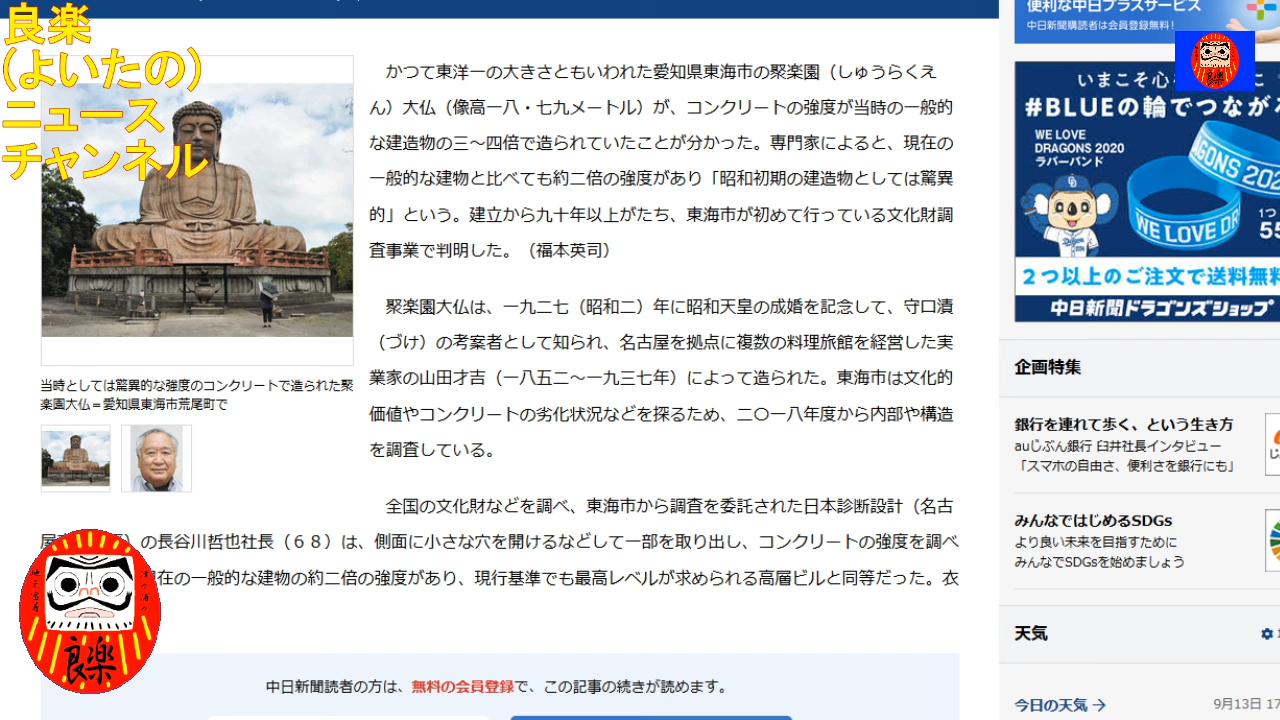 良楽
(よいたの)
ニュース
チャンネル
かつて東洋一の大きさともいわれた愛知県東海市の聚楽園（しゅうらくえ
ん）大仏（像高一八・七九メートル）が、コンクリートの強度が当時の一般的
な建造物の三～四倍で造られていたことが分かった。専門家によると、現在の
一般的な建物と比べても約二倍の強度があり「昭和初期の建造物としては驚異
的」という。建立から九十年以上がたち、東海市が初めて行っている文化財調
査事業で判明した。（福本英司）
聚楽園大仏は、一九二七（昭和二）年に昭和天皇の成婚を記念して、守口漬
（づけ）の考案者として知られ、名古屋を拠点に複数の料理旅館を経営した実
業家の山田才吉（一八五二～一九三七年）によって造られた。東海市は文化的
価値やコンクリートの劣化状況などを探るため、二〇一八年度から内部や構造
を調査している。
当時としては驚異的な強度のコンクリートで造られた聚
楽園大仏＝愛知県東海市荒尾町で
全国の文化財などを調べ、東海市から調査を委託された日本診断設計（名古
）の長谷川哲也社長（６８）は、側面に小さな穴を開けるなどして一部を取り出し、コンクリートの強度を調べ
現在の一般的な建物の約二倍の強度があり、現行基準でも最高レベルが求められる高層ビルと同等だった。衣
良楽
中日新聞読者の方は、無料の会員登録で、この記事の続きが読めます。
便利な中日プラスサービス
中日新聞購読者は会員登録無料！
いまこそ心
#BLUEの輪でつなが
WE LOVE
DRAGONS 2020
ラバーバンド
WE LOVE DR
２つ以上のご注文で送料無料
中日新聞ドラゴンズショップ
企画特集
銀行を連れて歩く、という生き方
auじぶん銀行 臼井社長インタビュー
「スマホの自由さ、便利さを銀行にも」
みんなではじめるSDGs
より良い未来を目指すために
みんなでSDGsを始めましょう
天気
今日の天気→
9月13日 17